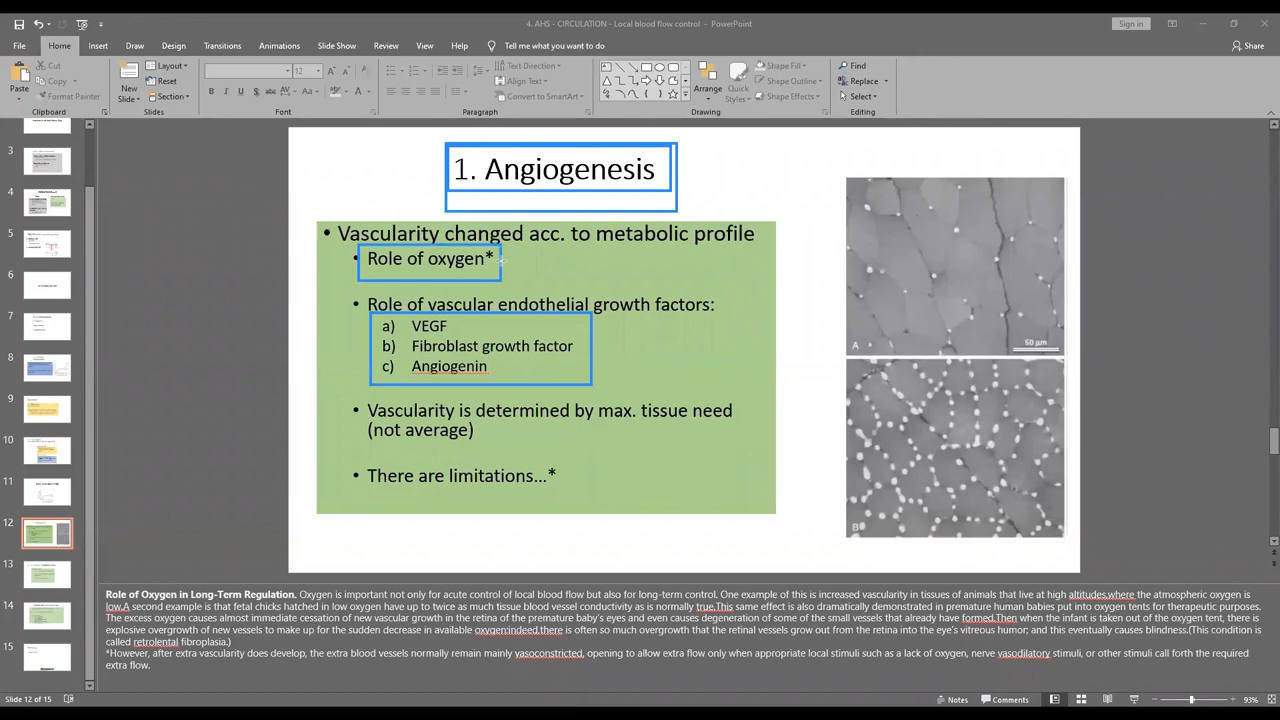 4. AHS - CIRCULATION - Local blood flow control - PowerPoint
Sign in
File Home Insert Draw Design Transitions Animations Slide Show Review View Help Tell me what you want to do Share
Paste
Cut
Copy
Format Painter
Clipboard
New Slide
Layout
Reset
Section
Slides
12
B I U S abc AV Aa A
Font
Text Direction
Align Text
Convert to SmartArt
Paragraph
Arrange
Quick Styles
Shape Fill
Shape Outline
Shape Effects
Drawing
Find
Replace
Select
Editing
3
4
5
6
7
8
9
10
11
12
13
14
15
1. Angiogenesis
• Vascularity changed acc. to metabolic profile
• Role of oxygen*
• Role of vascular endothelial growth factors:
a) VEGF
b) Fibroblast growth factor
c) Angiogenin
• Vascularity is determined by max. tissue need
(not average)
• There are limitations...*
A
50 µm
B
Role of Oxygen in Long-Term Regulation. Oxygen is important not only for acute control of local blood flow but also for long-term control. One example of this is increased vascularity in tissues of animals that live at high altitudes,where the atmospheric oxygen is
low.A second example is that fetal chicks hatched in low oxygen have up to twice as much tissue blood vessel conductivity as is normally true.This same effect is also dramatically demonstrated in premature human babies put into oxygen tents for therapeutic purposes.
The excess oxygen causes almost immediate cessation of new vascular growth in the retina of the premature baby's eyes and even causes degeneration of some of the small vessels that already have formed.Then when the infant is taken out of the oxygen tent, there is
explosive overgrowth of new vessels to make up for the sudden decrease in available oxygen;indeed,there is often so much overgrowth that the retinal vessels grow out from the retina into the eye's vitreous humor; and this eventually causes blindness.(This condition is
called retrolental fibroplasia.)
*However, after extra vascularity does develop, the extra blood vessels normally remain mainly vasoconstricted, opening to allow extra flow only when appropriate local stimuli such as a lack of oxygen, nerve vasodilatory stimuli, or other stimuli call forth the required
extra flow.
Slide 12 of 15
Notes
Comments
93%